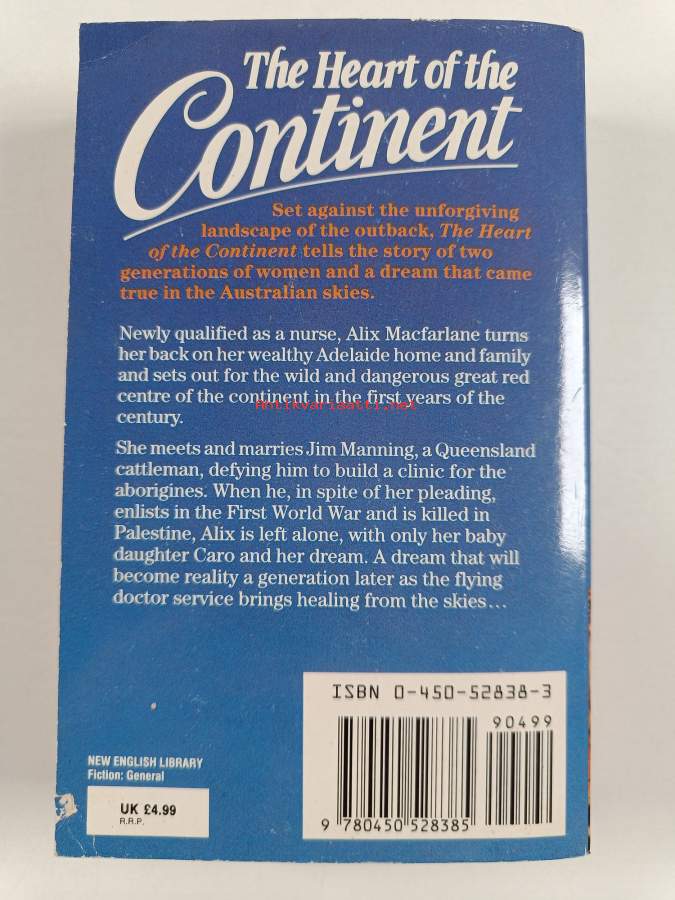 The Heart of the
Continent
Set against the unforgiving
landscape of the outback, The Heart
of the Continent tells the story of two
generations of women and a dream that came
true in the Australian skies.
Newly qualified as a nurse, Alix Macfarlane turns
her back on her wealthy Adelaide home and family
and sets out for the wild and dangerous great red
centre of the continent in the first years of the
century.
Antikvariaatti.net
She meets and marries Jim Manning, a Queensland
cattleman, defying him to build a clinic for the
aborigines. When he, in spite of her pleading,
enlists in the First World War and is killed in
Palestine, Alix is left alone, with only her baby
daughter Caro and her dream. A dream that will
become reality a generation later as the flying
doctor service brings healing from the skies...
ISBN 0-450-52838-3
90499
9 780450 528385
NEW ENGLISH LIBRARY
Fiction: General
UK £4.99
R.R.P.